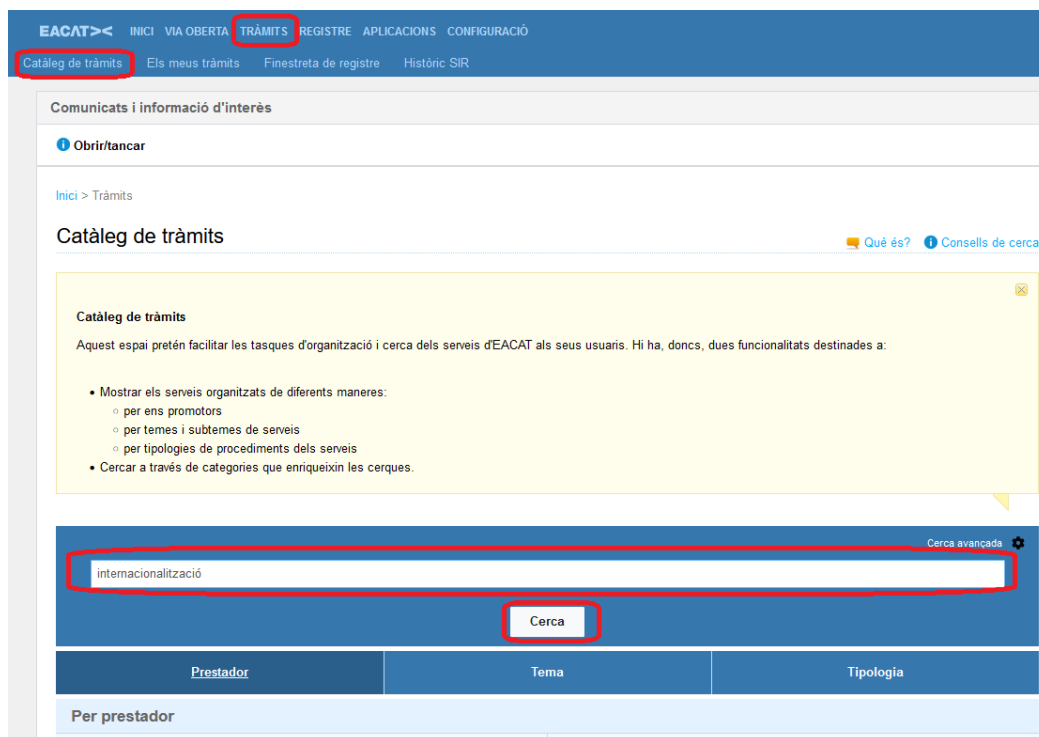 EACAT>< INICI VIA OBERTA TRÀMITS REGISTRE APLICACIONS CONFIGURACIÓ
Catàleg de tràmits Els meus tràmits Finestreta de registre Històric SIR
Comunicats i informació d'interès
Obrir/tancar
Inici > Tràmits
Catàleg de tràmits
Què és? Consells de cerca
Catàleg de tràmits
Aquest espai pretén facilitar les tasques d'organització i cerca dels serveis d'EACAT als seus usuaris. Hi ha, doncs, dues funcionalitats destinades a:
• Mostrar els serveis organitzats de diferents maneres:
○ per ens promotors
○ per temes i subtemes de serveis
○ per tipologies de procediments dels serveis
• Cercar a través de categories que enriqueixin les cerques.
Cerca avançada
internacionalització
Cerca
Prestador Tema Tipologia
Per prestador